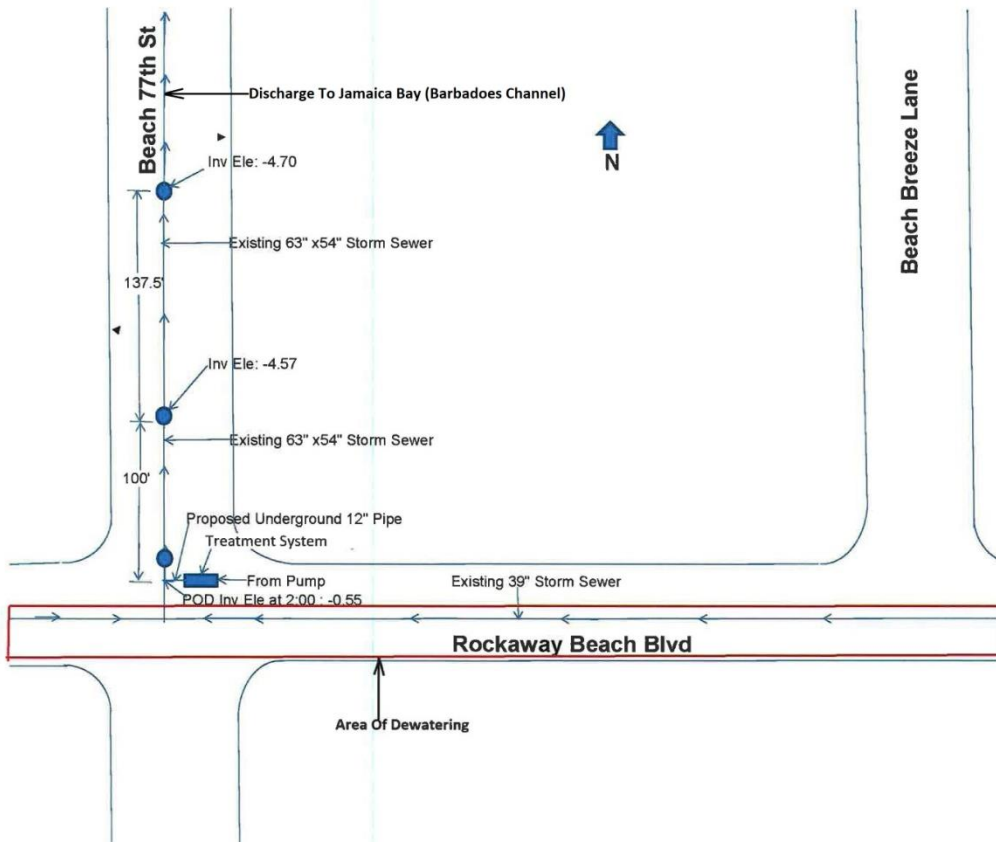 Beach 77th St
Discharge To Jamaica Bay (Barbadoes Channel)
Inv Ele: -4.70
N
Beach Breeze Lane
Existing 63" x54" Storm Sewer
137.5'
Inv Ele: -4.57
Existing 63" x54" Storm Sewer
100'
Proposed Underground 12" Pipe
Treatment System
From Pump
Existing 39" Storm Sewer
POD Inv Ele at 2:00 : -0.55
Rockaway Beach Blvd
Area Of Dewatering